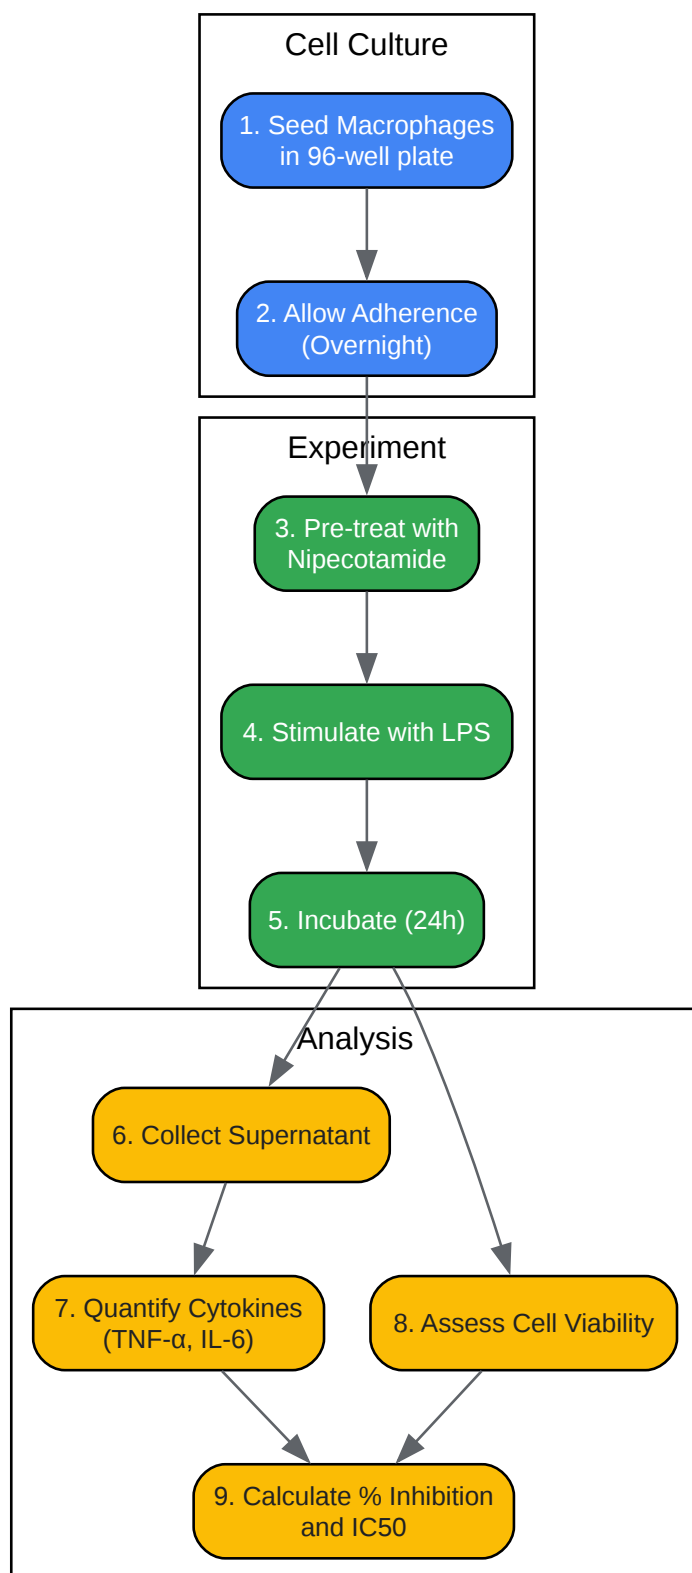 Cell Culture
1. Seed Macrophages
in 96-well plate
2. Allow Adherence
(Overnight)
Experiment
3. Pre-treat with
Nipecotamide
4. Stimulate with LPS
5. Incubate (24h)
Analysis
6. Collect Supernatant
7. Quantify Cytokines
(TNF-α, IL-6)
8. Assess Cell Viability
9. Calculate % Inhibition
and IC50